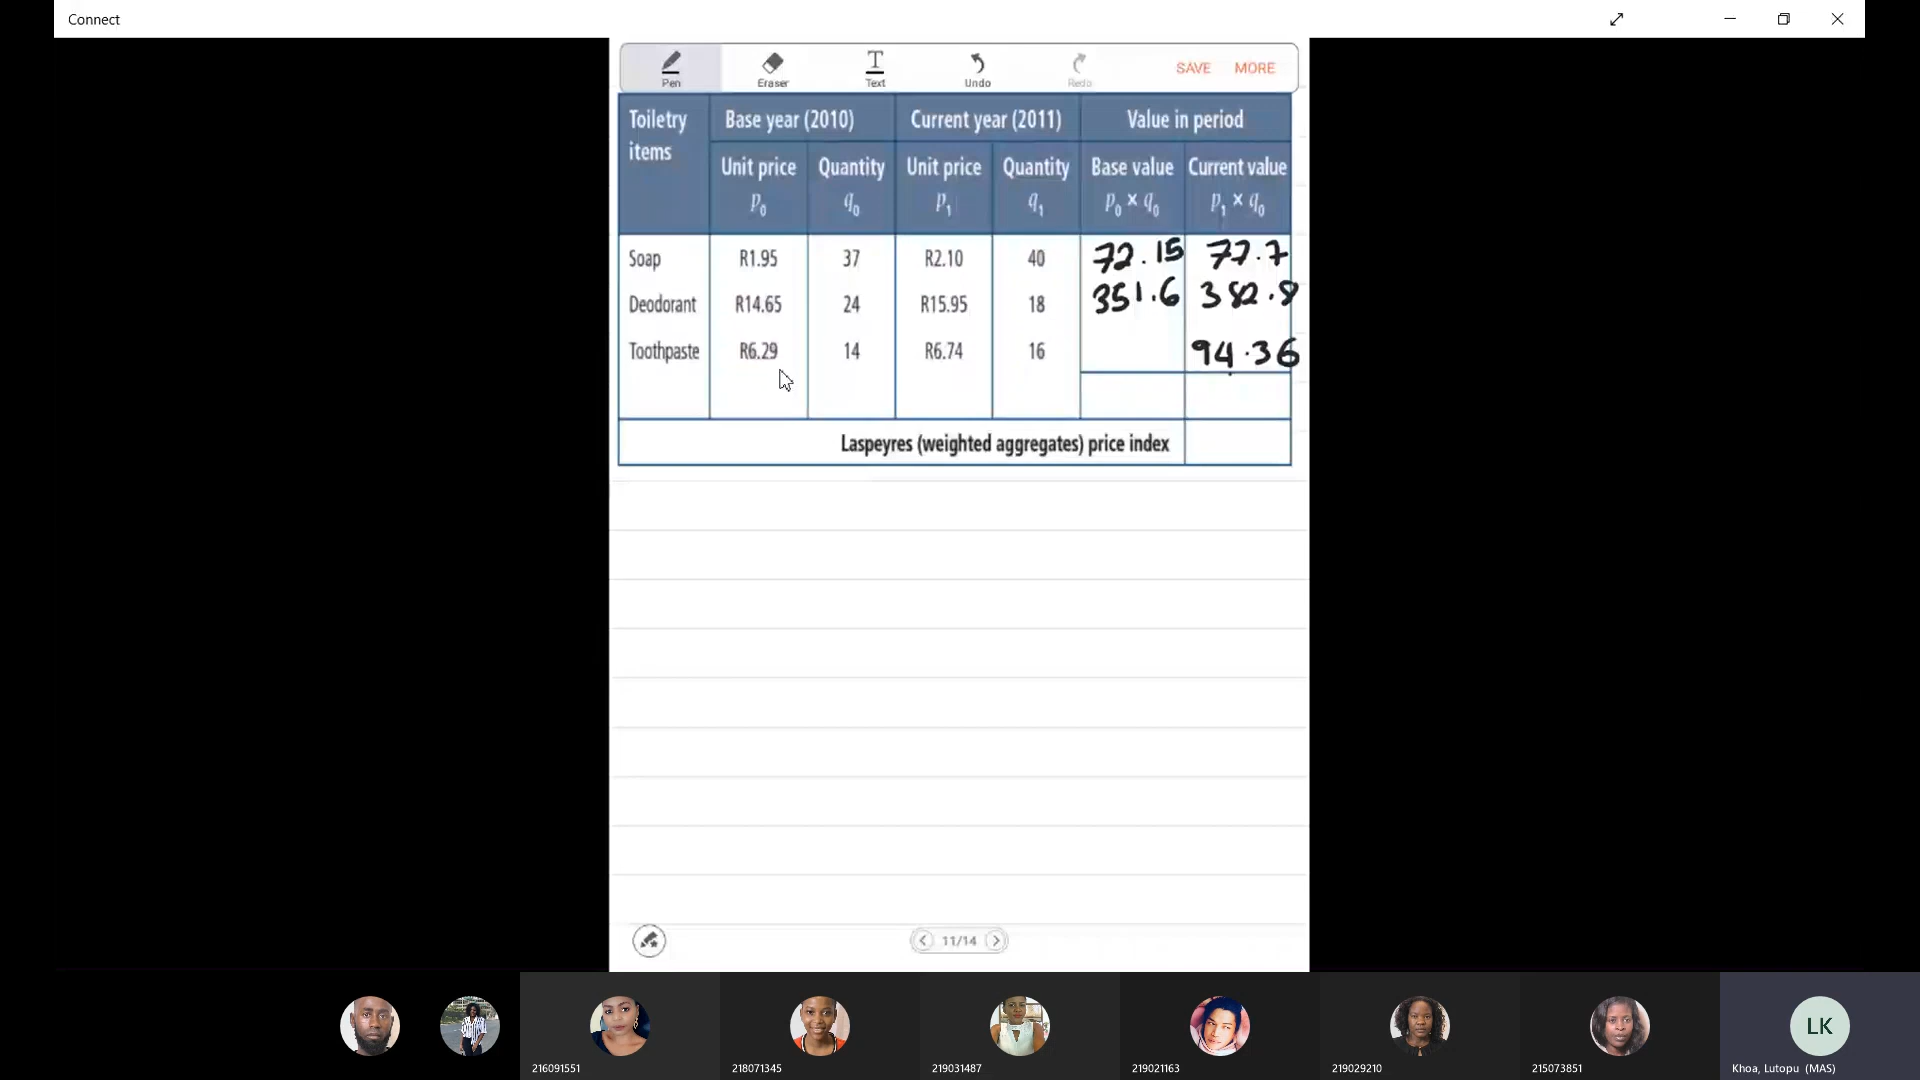 Connect
Pen Eraser Text Undo Redo SAVE MORE
Toiletry items Base year (2010) Current year (2011) Value in period
Unit price p0 Quantity q0 Unit price p1 Quantity q1 Base value p0 × q0 Current value p1 × q0
Soap R1.95 37 R2.10 40 72.15 77.7
Deodorant R14.65 24 R15.95 18 351.6 382.8
Toothpaste R6.29 14 R6.74 16 94.36
Laspeyres (weighted aggregates) price index
11/14
216091551 218071345 219031487 219021163 219029210 215073851 LK
Khoa, Lutopu (MAS)